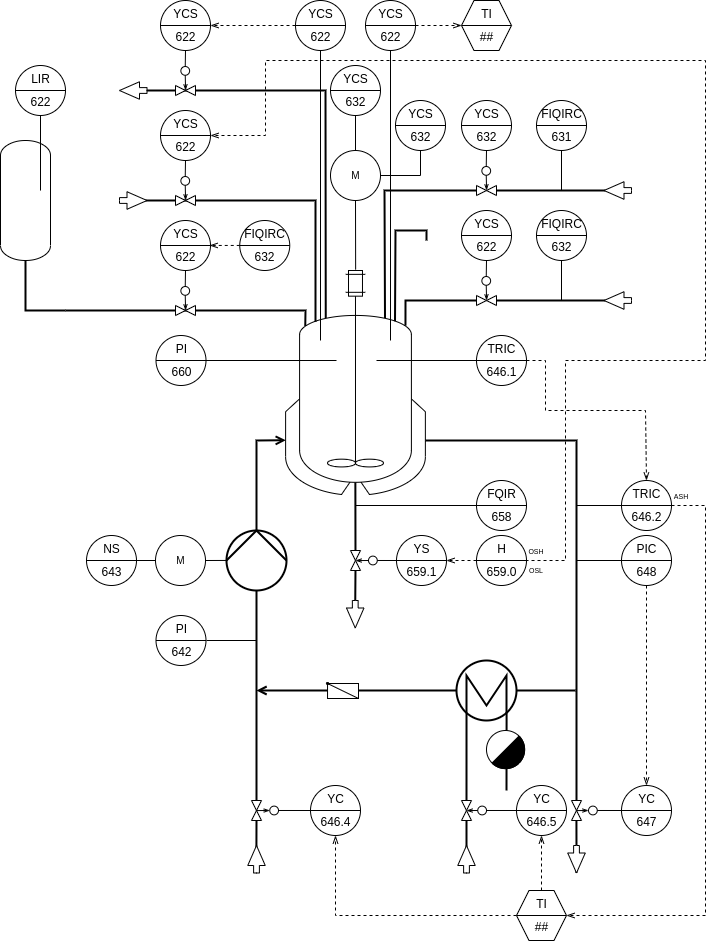 YCS
622
YCS
622
YCS
622
TI
##
LIR
622
YCS
632
YCS
632
YCS
632
FIQIRC
631
YCS
622
M
YCS
622
FIQIRC
632
YCS
622
FIQIRC
632
PI
660
TRIC
646.1
FQIR
658
TRIC
646.2
ASH
NS
643
M
YS
659.1
H
659.0
OSH
OSL
PIC
648
PI
642
YC
646.4
YC
646.5
YC
647
TI
##